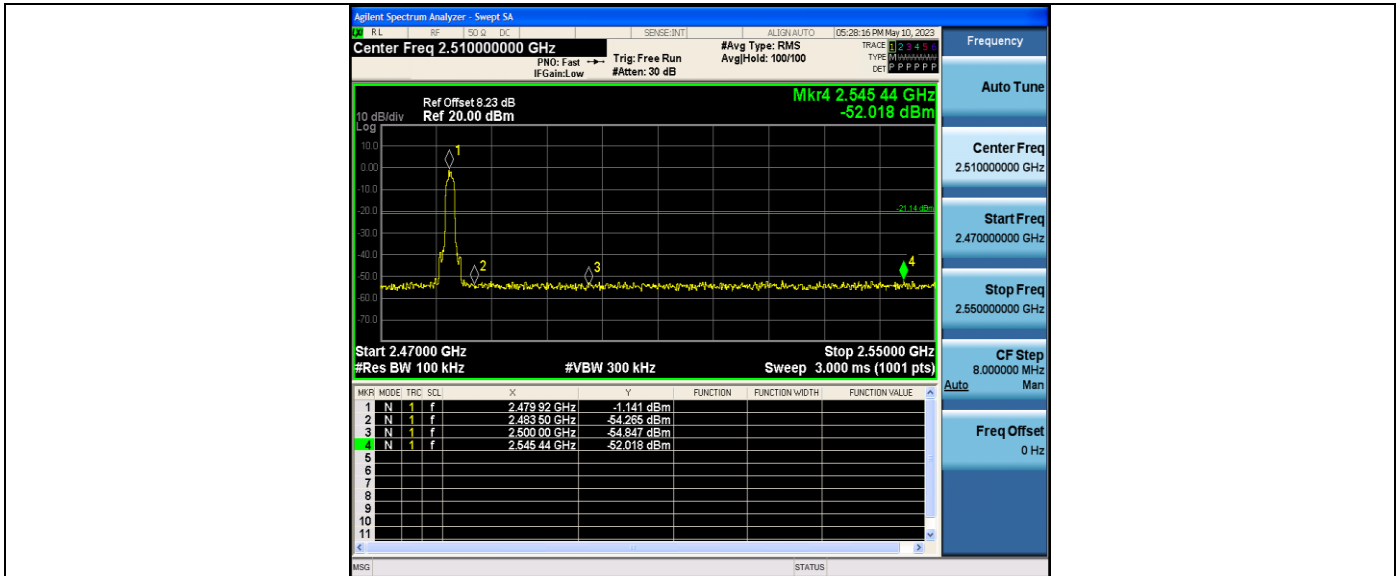 Agilent Spectrum Analyzer - Swept SA
RL RF 50 Ω DC SENSE:INT ALIGN AUTO 05:28:16 PM May 10, 2023
Center Freq 2.510000000 GHz
PNO: Fast
IFGain:Low
Trig: Free Run
#Atten: 30 dB
#Avg Type: RMS
Avg|Hold: 100/100
TRACE 1 2 3 4 5 6
TYPE M
DET P P P P P P
Mkr4 2.545 44 GHz
-52.018 dBm
Ref Offset 8.23 dB
10 dB/div Ref 20.00 dBm
Log
10.0
0.00
-10.0
-20.0
-30.0
-40.0
-50.0
-60.0
-70.0
1
2
3
4
-21.14 dBm
Start 2.47000 GHz Stop 2.55000 GHz
#Res BW 100 kHz #VBW 300 kHz Sweep 3.000 ms (1001 pts)
MKR MODE TRC SCL X Y FUNCTION FUNCTION WIDTH FUNCTION VALUE
1 N 1 f 2.479 92 GHz -1.141 dBm
2 N 1 f 2.483 50 GHz -54.265 dBm
3 N 1 f 2.500 00 GHz -54.847 dBm
4 N 1 f 2.545 44 GHz -52.018 dBm
5
6
7
8
9
10
11
MSG STATUS
Frequency
Auto Tune
Center Freq
2.510000000 GHz
Start Freq
2.470000000 GHz
Stop Freq
2.550000000 GHz
CF Step
8.000000 MHz
Auto Man
Freq Offset
0 Hz